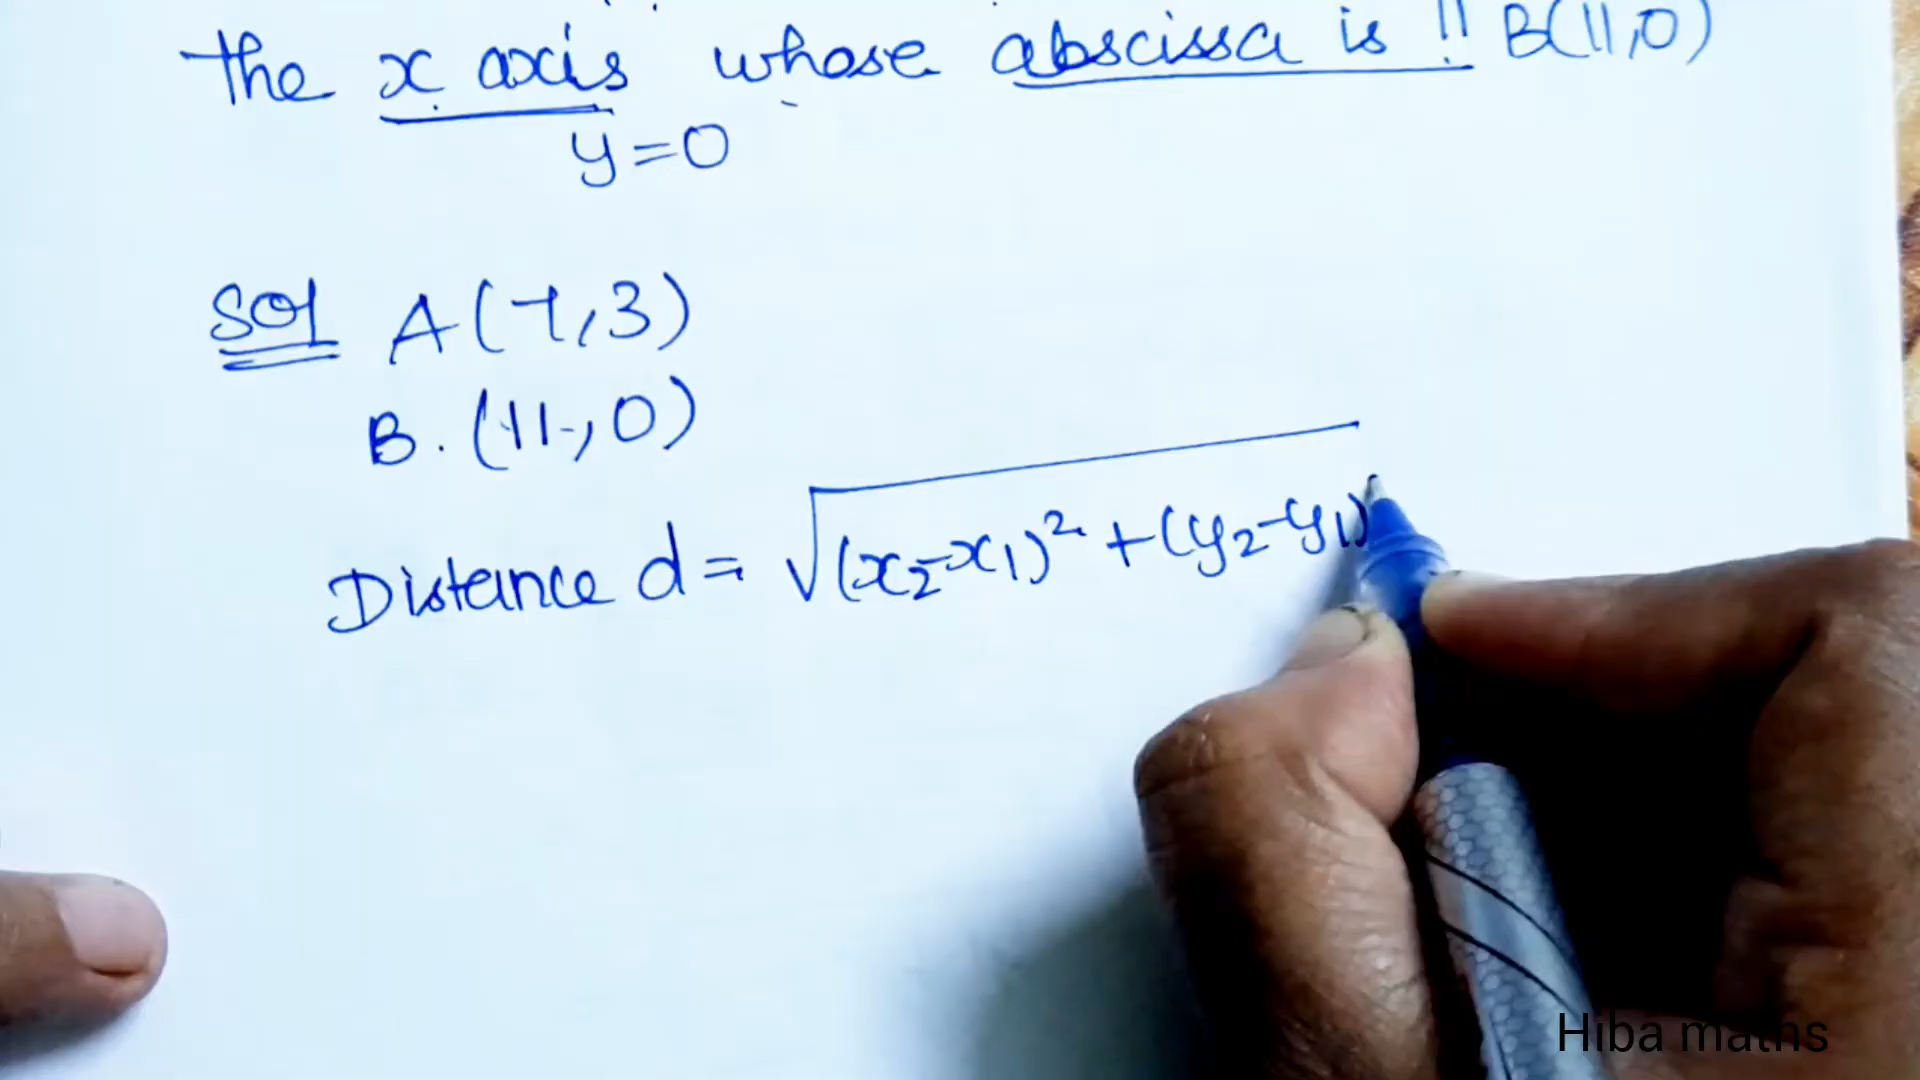 the x axis whose abscissa is 11 B(11,0)
y=0
Sol A(7,3)
B.(11,0)
Distance d = √(x₂-x₁)² + (y₂-y₁)
Hiba maths